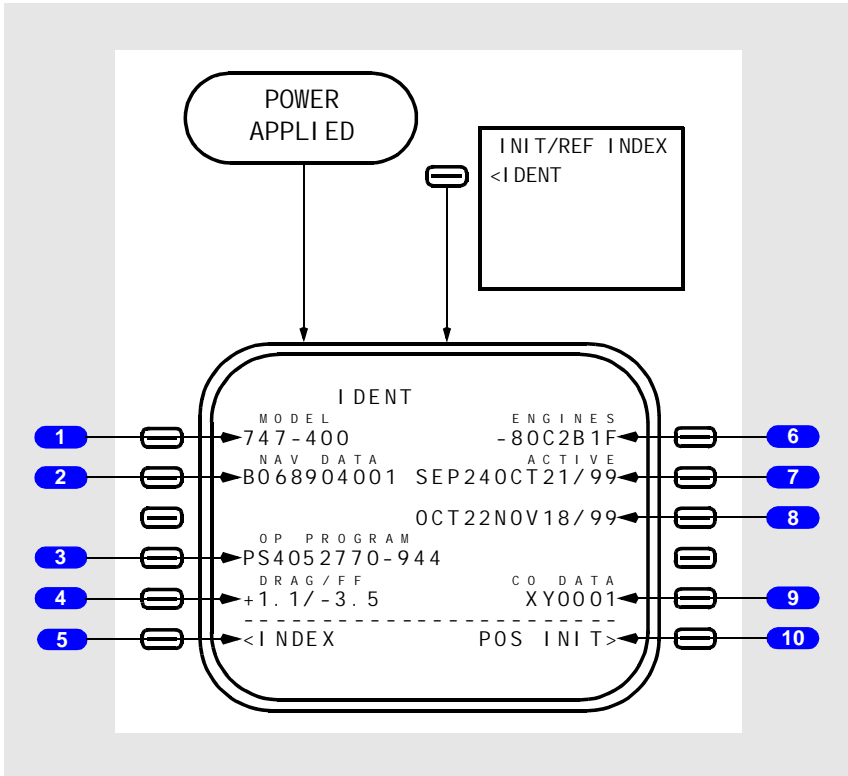 POWER
APPLIED
INIT/REF INDEX
<IDENT
IDENT
MODEL ENGINES
1 747-400 -80C2B1F 6
NAV DATA ACTIVE
2 B068904001 SEP24OCT21/99 7
OCT22NOV18/99 8
OP PROGRAM
3 PS4052770-944
DRAG/FF CO DATA
4 +1.1/-3.5 XY0001 9
------------------------
5 <INDEX POS INIT> 10